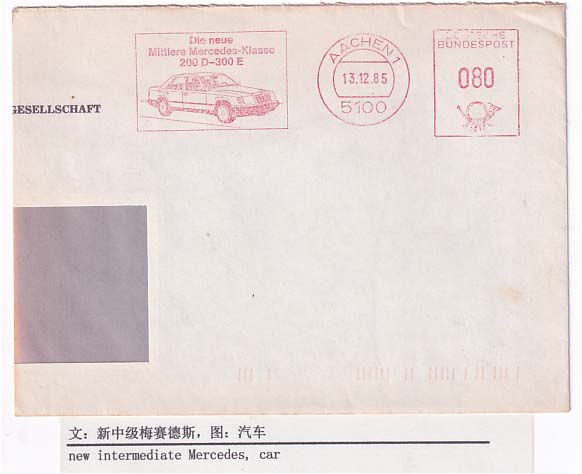 Die neue
Mittlere Mercedes-Klasse
200 D-300 E
AACHEN 1
13.12.85
5100
DEUTSCHE
BUNDESPOST
080
GESELLSCHAFT
文: 新中级梅赛德斯, 图: 汽车
new intermediate Mercedes, car